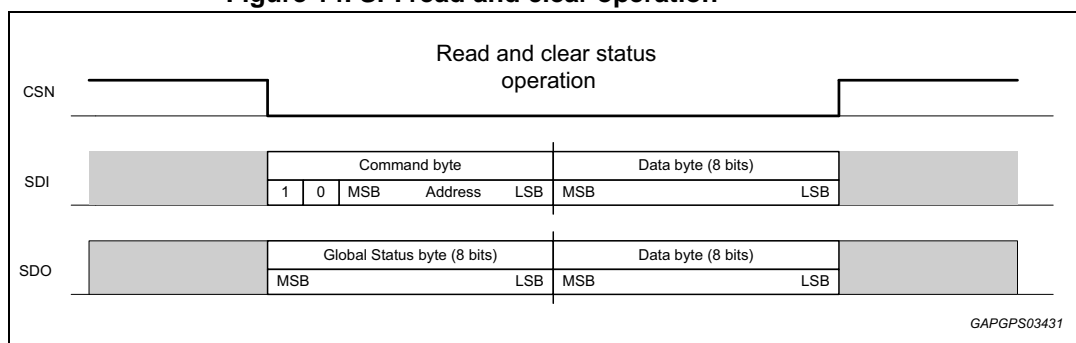 Figure 14. SPI read and clear operation
Read and clear status
operation
CSN
Command byte
Data byte (8 bits)
SDI
1 0 MSB Address LSB MSB LSB
Global Status byte (8 bits)
Data byte (8 bits)
SDO
MSB LSB MSB LSB
GAPGPS03431